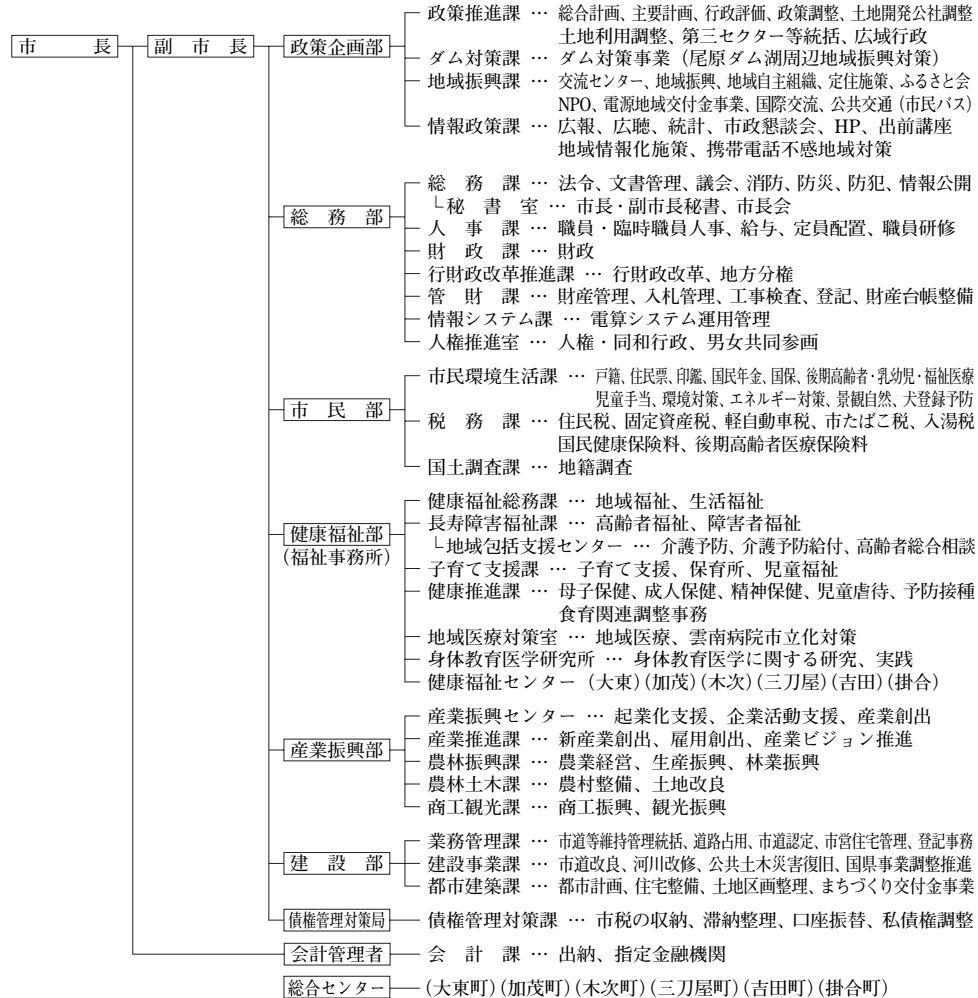 市長 副市長 政策企画部 政策推進課 … 総合計画、主要計画、行政評価、政策調整、土地開発公社調整
土地利用調整、第三セクター等統括、広域行政
ダム対策課 … ダム対策事業（尾原ダム湖周辺地域振興対策）
地域振興課 … 交流センター、地域振興、地域自主組織、定住施策、ふるさと会
NPO、電源地域交付金事業、国際交流、公共交通（市民バス）
情報政策課 … 広報、広聴、統計、市政懇談会、HP、出前講座
地域情報化施策、携帯電話不感地域対策
総務部 総務課 … 法令、文書管理、議会、消防、防災、防犯、情報公開
└秘書室 … 市長・副市長秘書、市長会
人事課 … 職員・臨時職員人事、給与、定員配置、職員研修
財政課 … 財政
行財政改革推進課 … 行財政改革、地方分権
管財課 … 財産管理、入札管理、工事検査、登記、財産台帳整備
情報システム課 … 電算システム運用管理
人権推進室 … 人権・同和行政、男女共同参画
市民部 市民環境生活課 … 戸籍、住民票、印鑑、国民年金、国保、後期高齢者・乳幼児・福祉医療
児童手当、環境対策、エネルギー対策、景観自然、犬登録予防
税務課 … 住民税、固定資産税、軽自動車税、市たばこ税、入湯税
国民健康保険料、後期高齢者医療保険料
国土調査課 … 地籍調査
健康福祉部（福祉事務所） 健康福祉総務課 … 地域福祉、生活福祉
長寿障害福祉課 … 高齢者福祉、障害者福祉
└地域包括支援センター … 介護予防、介護予防給付、高齢者総合相談
子育て支援課 … 子育て支援、保育所、児童福祉
健康推進課 … 母子保健、成人保健、精神保健、児童虐待、予防接種
食育関連調整事務
地域医療対策室 … 地域医療、雲南病院市立化対策
身体教育医学研究所 … 身体教育医学に関する研究、実践
健康福祉センター（大東）（加茂）（木次）（三刀屋）（吉田）（掛合）
産業振興部 産業振興センター … 起業化支援、企業活動支援、産業創出
産業推進課 … 新産業創出、雇用創出、産業ビジョン推進
農林振興課 … 農業経営、生産振興、林業振興
農林土木課 … 農村整備、土地改良
商工観光課 … 商工振興、観光振興
建設部 業務管理課 … 市道等維持管理統括、道路占用、市道認定、市営住宅管理、登記事務
建設事業課 … 市道改良、河川改修、公共土木災害復旧、国県事業調整推進
都市建築課 … 都市計画、住宅整備、土地区画整理、まちづくり交付金事業
債権管理対策局 債権管理対策課 … 市税の収納、滞納整理、口座振替、私債権調整
会計管理者 会計課 … 出納、指定金融機関
総合センター （大東町）（加茂町）（木次町）（三刀屋町）（吉田町）（掛合町）